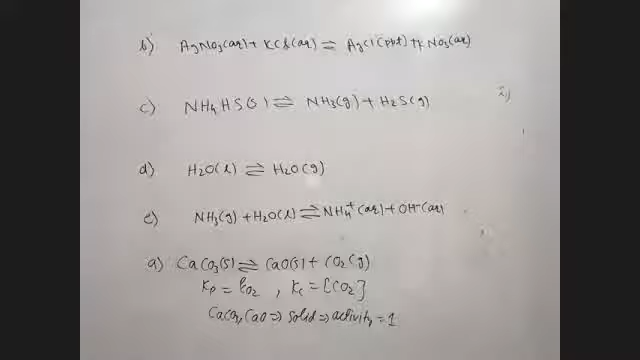 b) AgNO3(aq) + KCl(aq) ⇌ AgCl(ppt) + KNO3(aq)
c) NH4HS(s) ⇌ NH3(g) + H2S(g)
d) H2O(l) ⇌ H2O(g)
e) NH3(g) + H2O(l) ⇌ NH4+(aq) + OH-(aq)
a) CaCO3(s) ⇌ CaO(s) + CO2(g)
Kp = PCO2 , Kc = [CO2]
CaCO3, CaO => solid => activity = 1